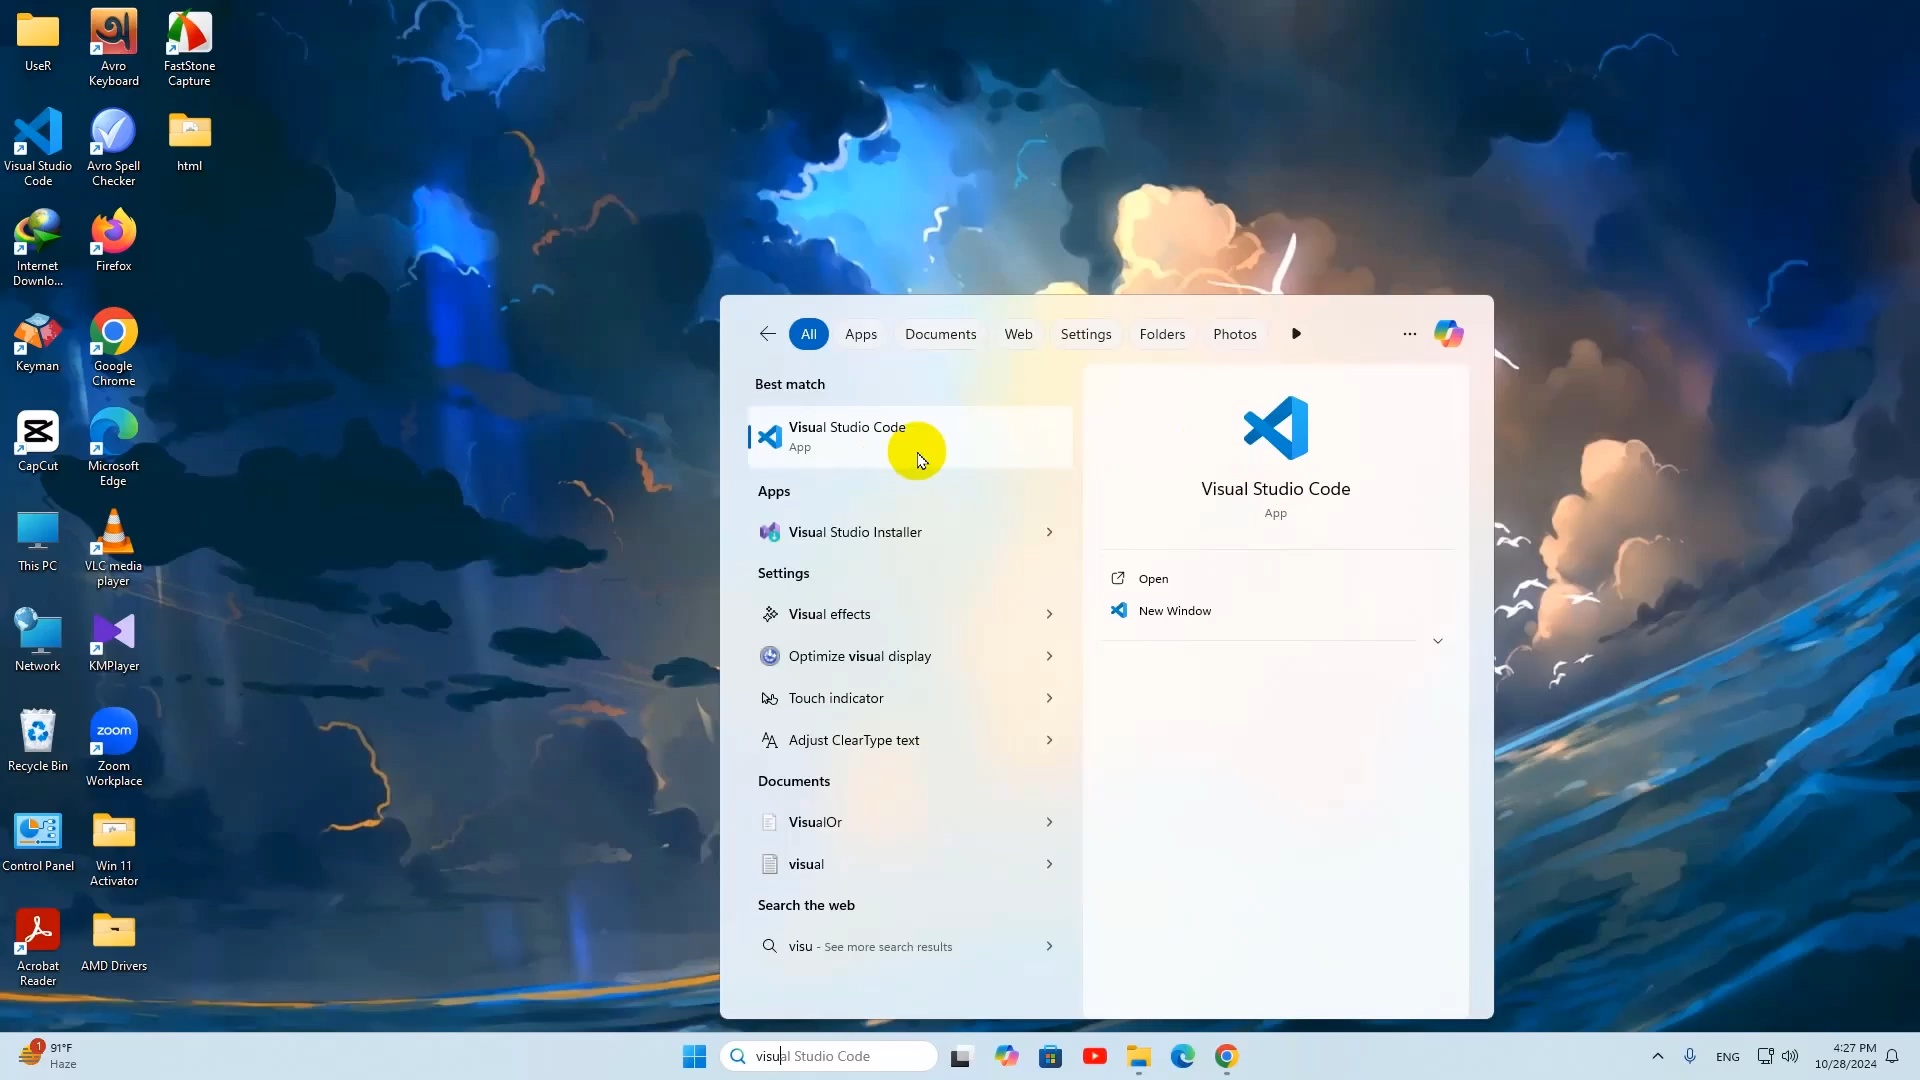 UseR
Avro
Keyboard
FastStone
Capture
Visual Studio
Code
Avro Spell
Checker
html
Internet
Downlo...
Firefox
Keyman
Google
Chrome
CapCut
Microsoft
Edge
This PC
VLC media
player
Network
KMPlayer
Recycle Bin
zoom
Zoom
Workplace
Control Panel
Win 11
Activator
Acrobat
Reader
AMD Drivers
All
Apps
Documents
Web
Settings
Folders
Photos
Best match
Visual Studio Code
App
Apps
Visual Studio Installer
Settings
Visual effects
Optimize visual display
Touch indicator
Adjust ClearType text
Documents
VisualOr
visual
Search the web
visu - See more search results
Visual Studio Code
App
Open
New Window
1
91°F
Haze
visual Studio Code
ENG
4:27 PM
10/28/2024